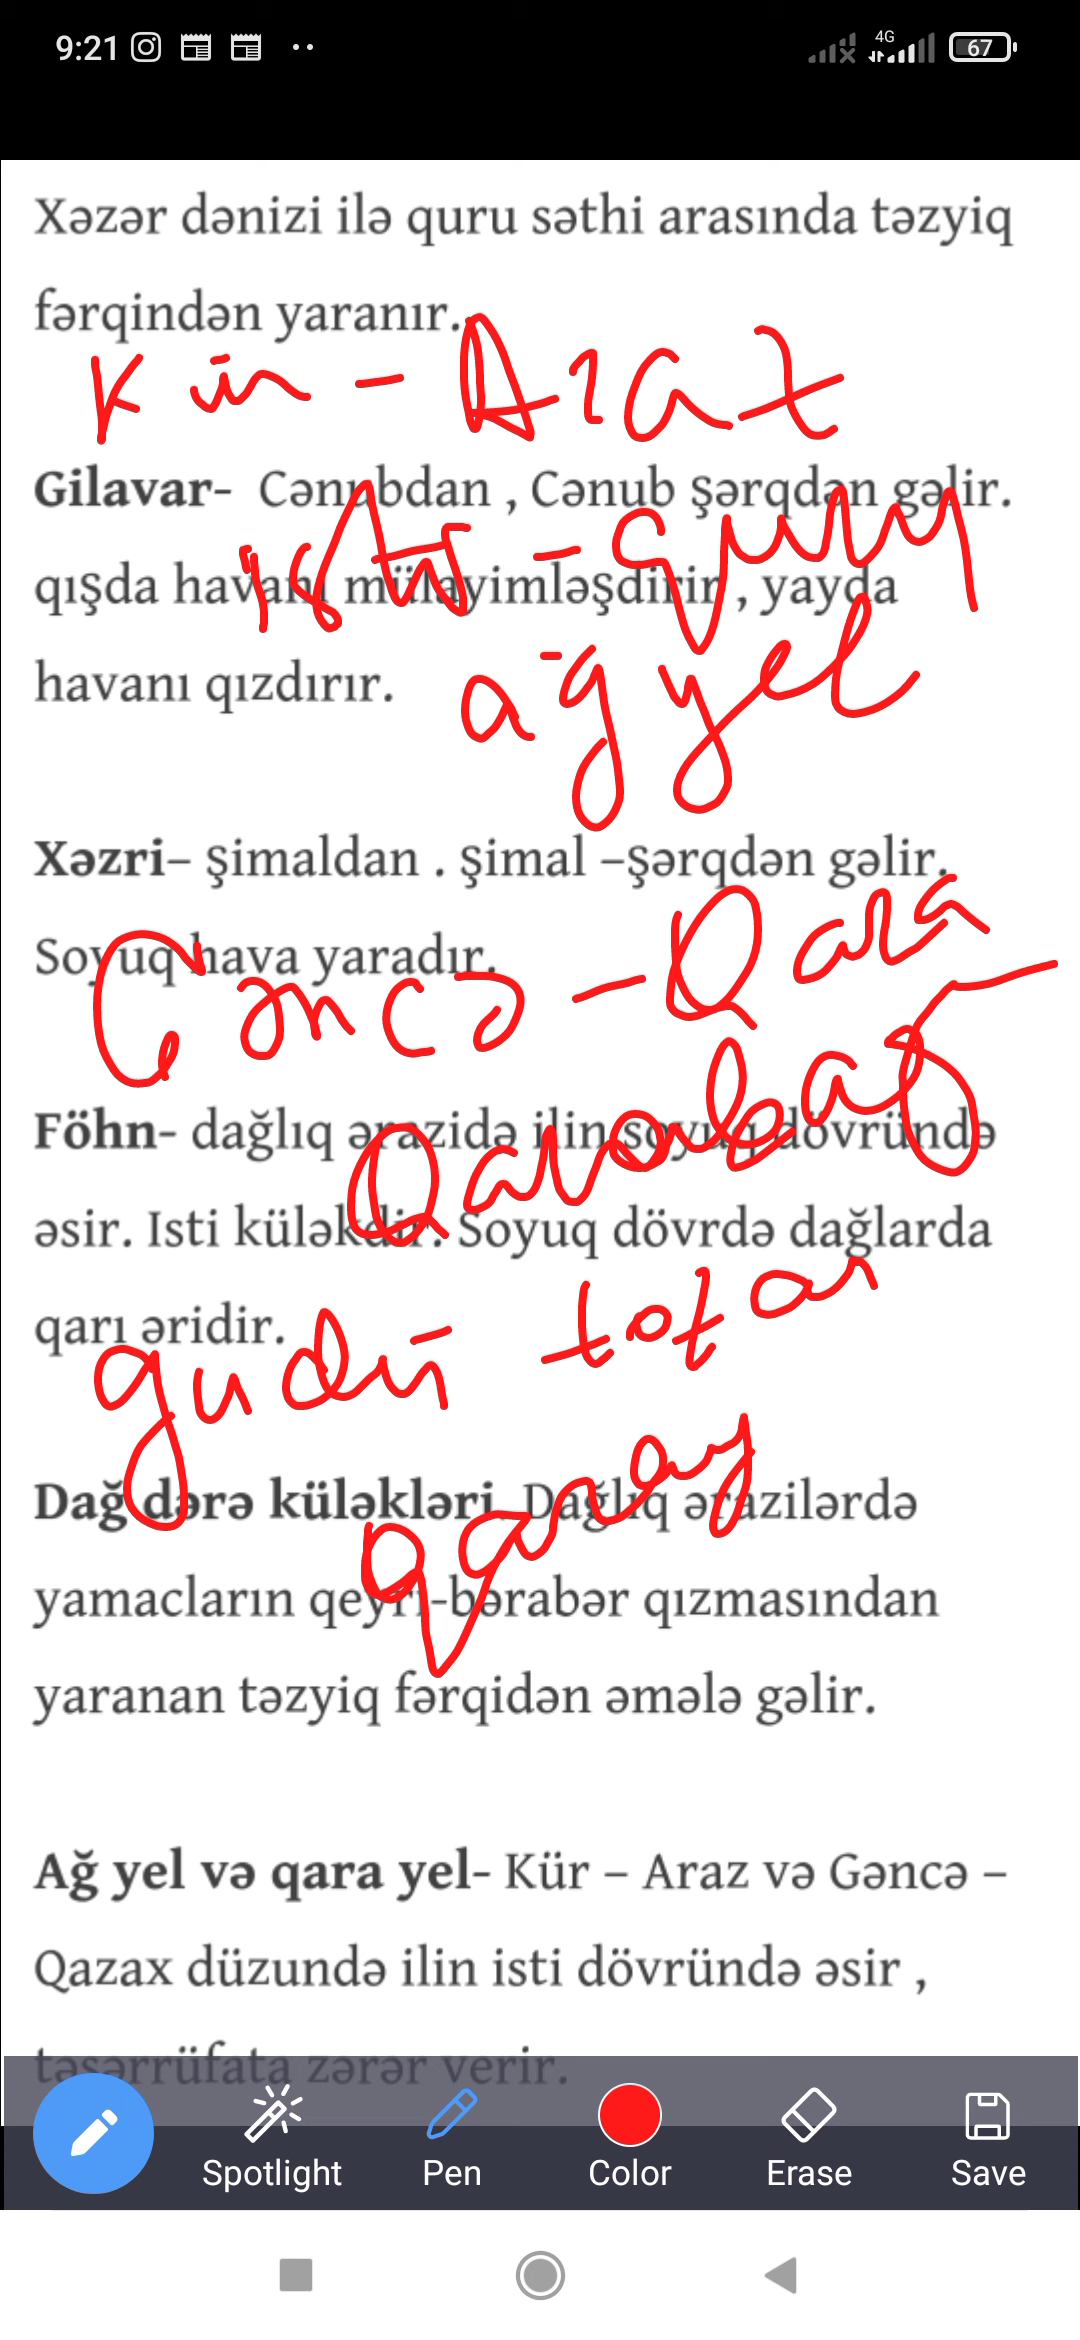 9:21
4G
67
Xəzər dənizi ilə quru səthi arasında təzyiq
fərqindən yaranır.
Kür - Araz
Gilavar- Cənubdan , Cənub şərqdən gəlir.
isti - quru
qışda havanı mülayimləşdirir , yayda
havanı qızdırır.
ağ yel
Xəzri– şimaldan . şimal –şərqdən gəlir.
Soyuq hava yaradır.
Gəncə - Qara
Föhn- dağlıq ərazidə ilin soyuq dövründə
Qarabağ
əsir. Isti küləkdir. Soyuq dövrdə dağlarda
qarı əridir.
tofan
Dağ dərə küləkləri. Dağlıq ərazilərdə
yamacların qeyri-bərabər qızmasından
yaranan təzyiq fərqidən əmələ gəlir.
Ağ yel və qara yel- Kür – Araz və Gəncə –
Qazax düzundə ilin isti dövründə əsir ,
təsərrüfata zərər verir.
Spotlight Pen Color Erase Save